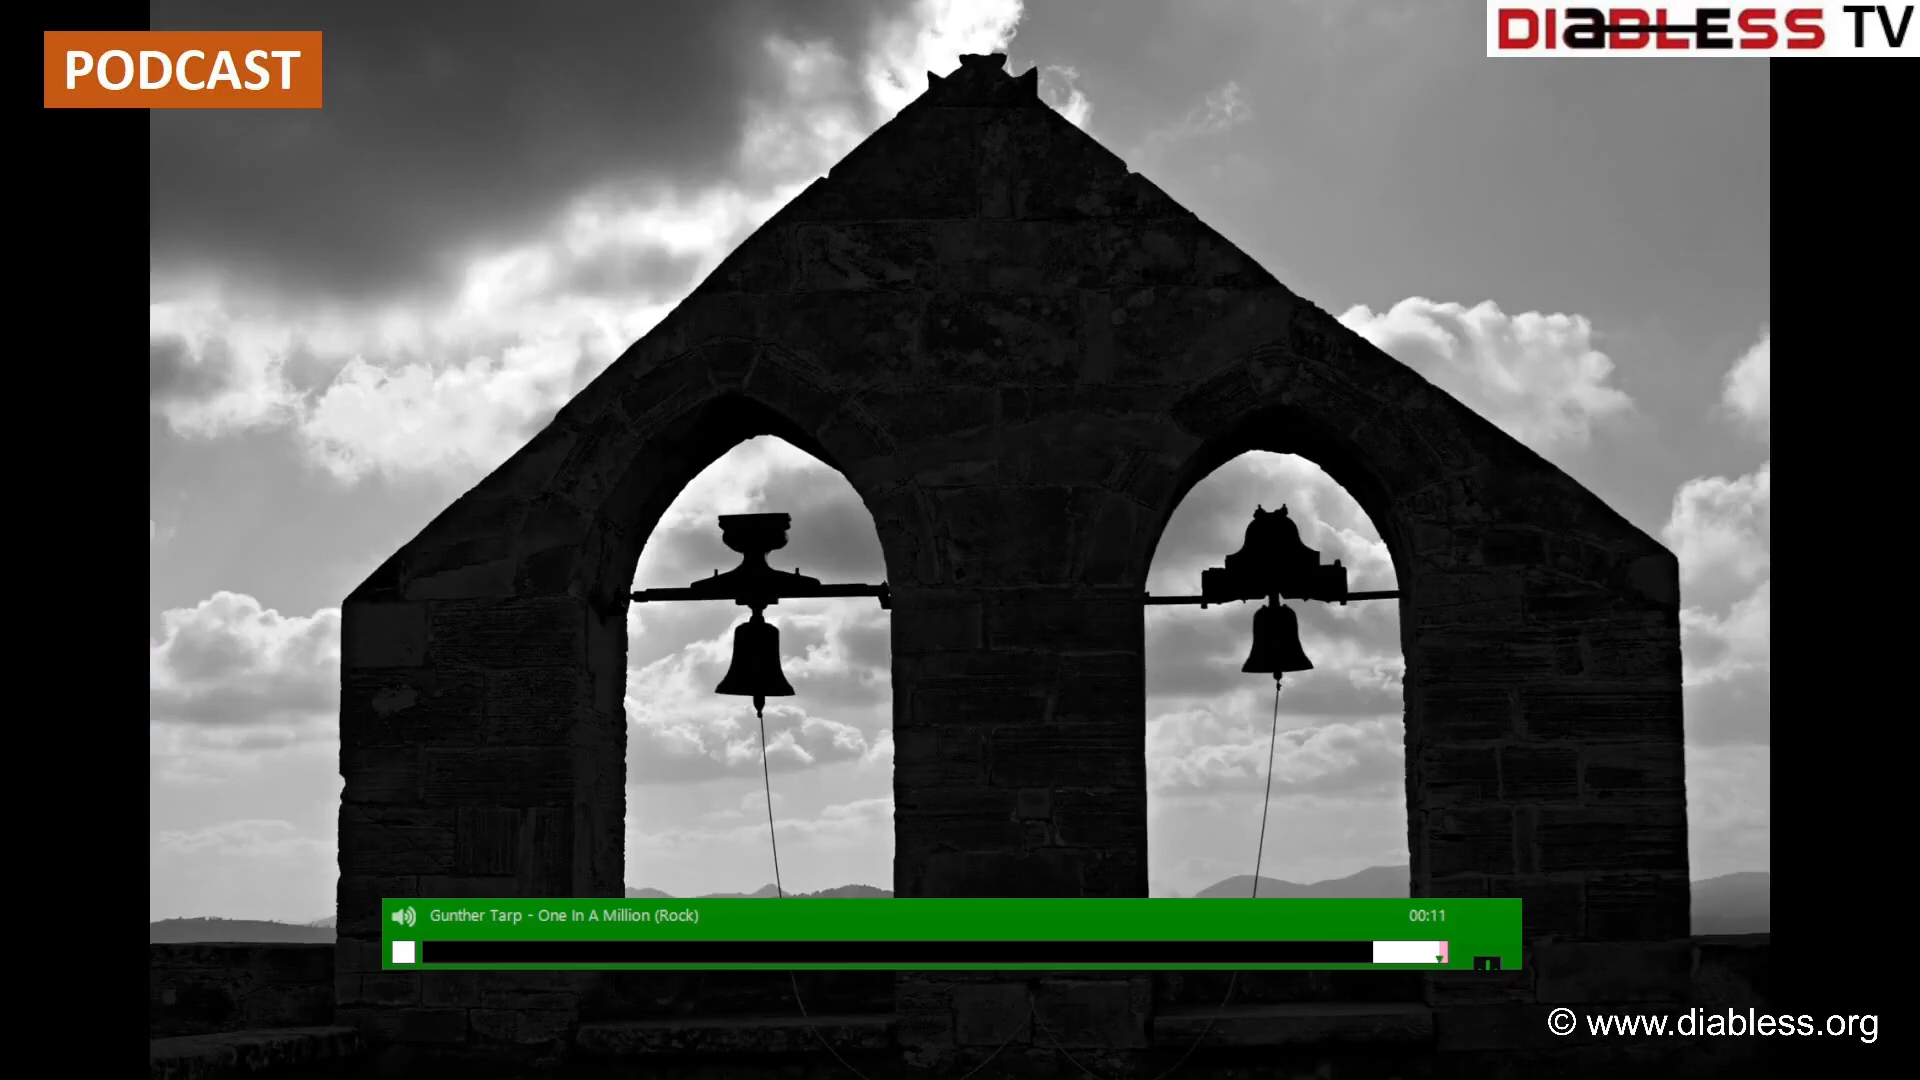 PODCAST
DIaBLESS TV
Gunther Tarp - One In A Million (Rock)
00:11
© www.diabless.org